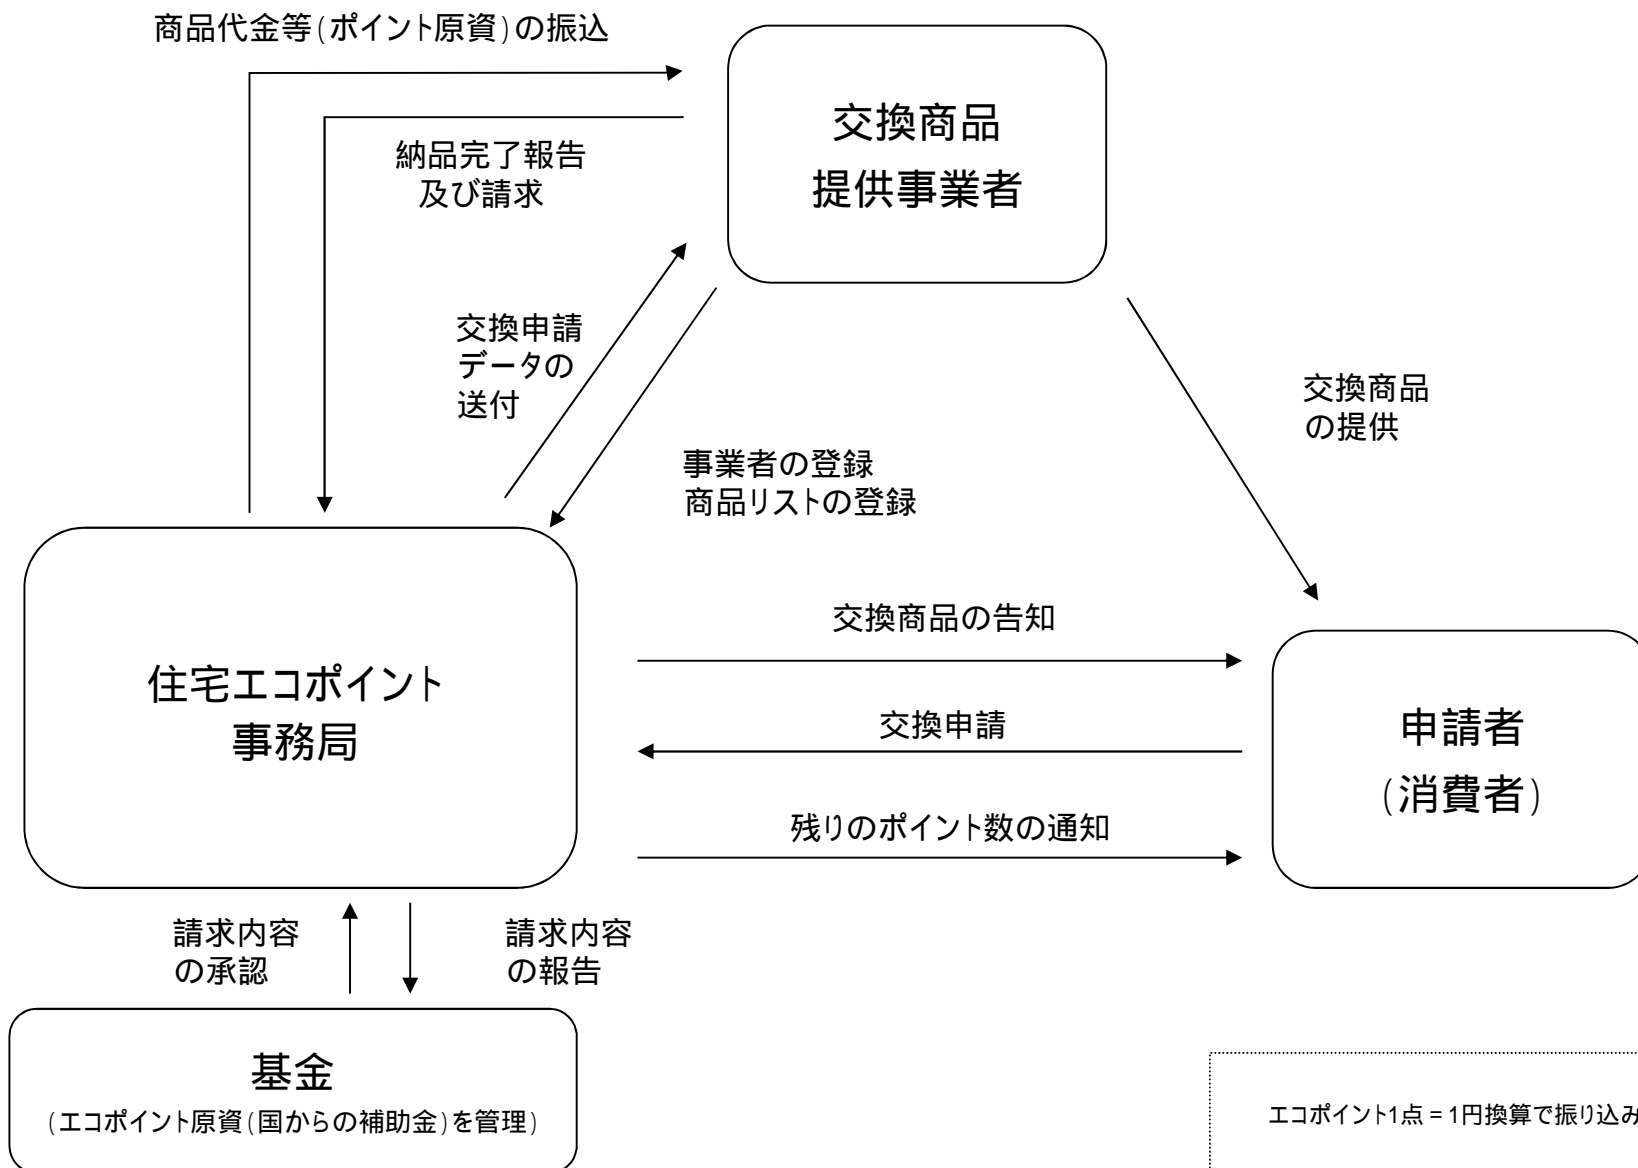 商品代金等(ポイント原資)の振込
交換商品
提供事業者
納品完了報告
及び請求
交換申請
データの
送付
交換商品
の提供
事業者の登録
商品リストの登録
交換商品の告知
住宅エコポイント
事務局
交換申請
申請者
(消費者)
残りのポイント数の通知
請求内容
の承認
請求内容
の報告
基金
(エコポイント原資(国からの補助金)を管理)
エコポイント1点=1円換算で振り込み